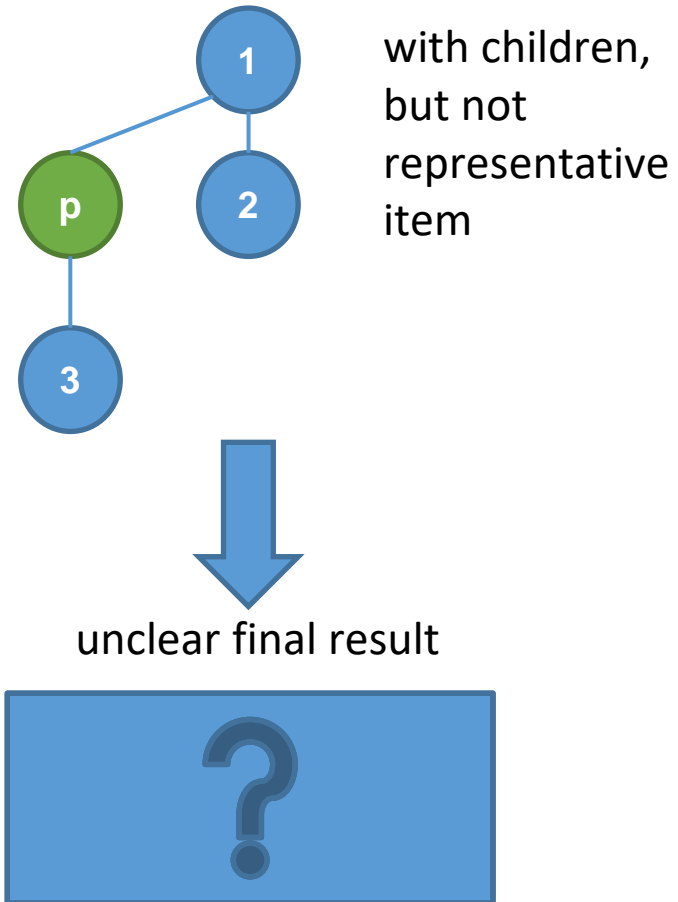 1
with children,
but not
representative
item
p
2
3
unclear final result
?